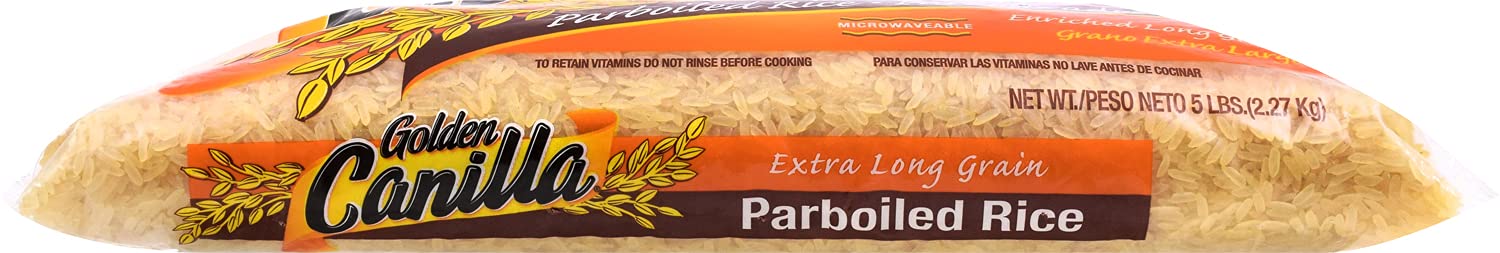 Parboiled Rice
MICROWAVEABLE
Enriched Long
Grano Extra
TO RETAIN VITAMINS DO NOT RINSE BEFORE COOKING
PARA CONSERVAR LAS VITAMINAS NO LAVE ANTES DE COCINAR
NET WT./PESO NETO 5 LBS.(2.27 Kg)
Golden
Canilla
Extra Long Grain
Parboiled Rice